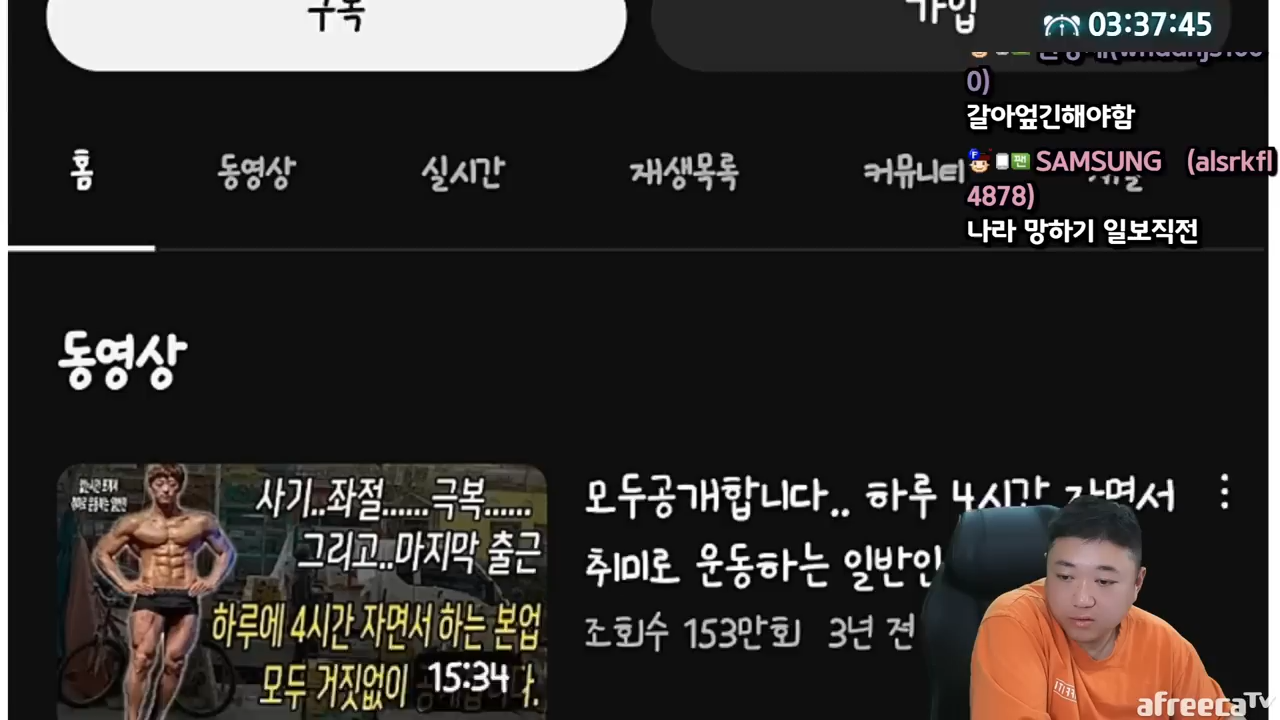 구독
가입
03:37:45
0)
갈아엎긴해야함
F 팬 SAMSUNG (alsrkfl
4878)
나라 망하기 일보직전
홈 동영상 실시간 재생목록 커뮤니티
동영상
사기..좌절......극복......
그리고..마지막 출근
하루에 4시간 자면서 하는 본업
모두 거짓없이
15:34
모두공개합니다.. 하루 4시간 자면서
취미로 운동하는 일반인
조회수 153만회 3년 전
afreecaTV